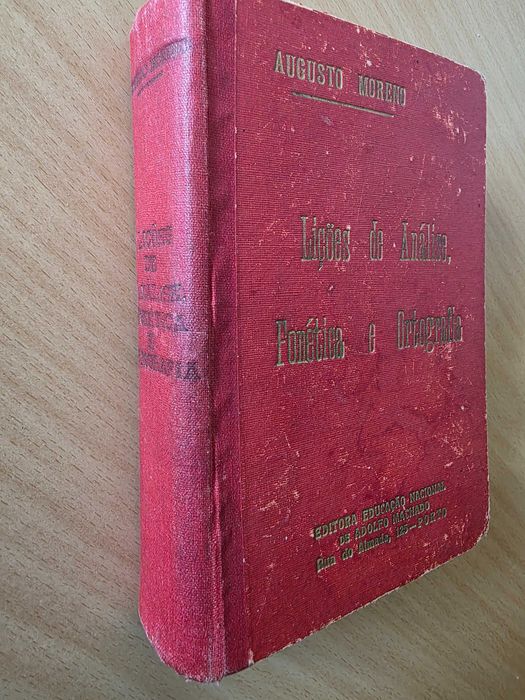 AUGUSTO MORENO
Lições de Análise,
Fonética e Ortografia
EDITORA EDUCAÇÃO NACIONAL
DE ADOLFO MACHADO
Rua do Almada, 125—PORTO
LIÇÕES
DE
ANÁLISE,
FONÉTICA
E
ORTOGRAFIA